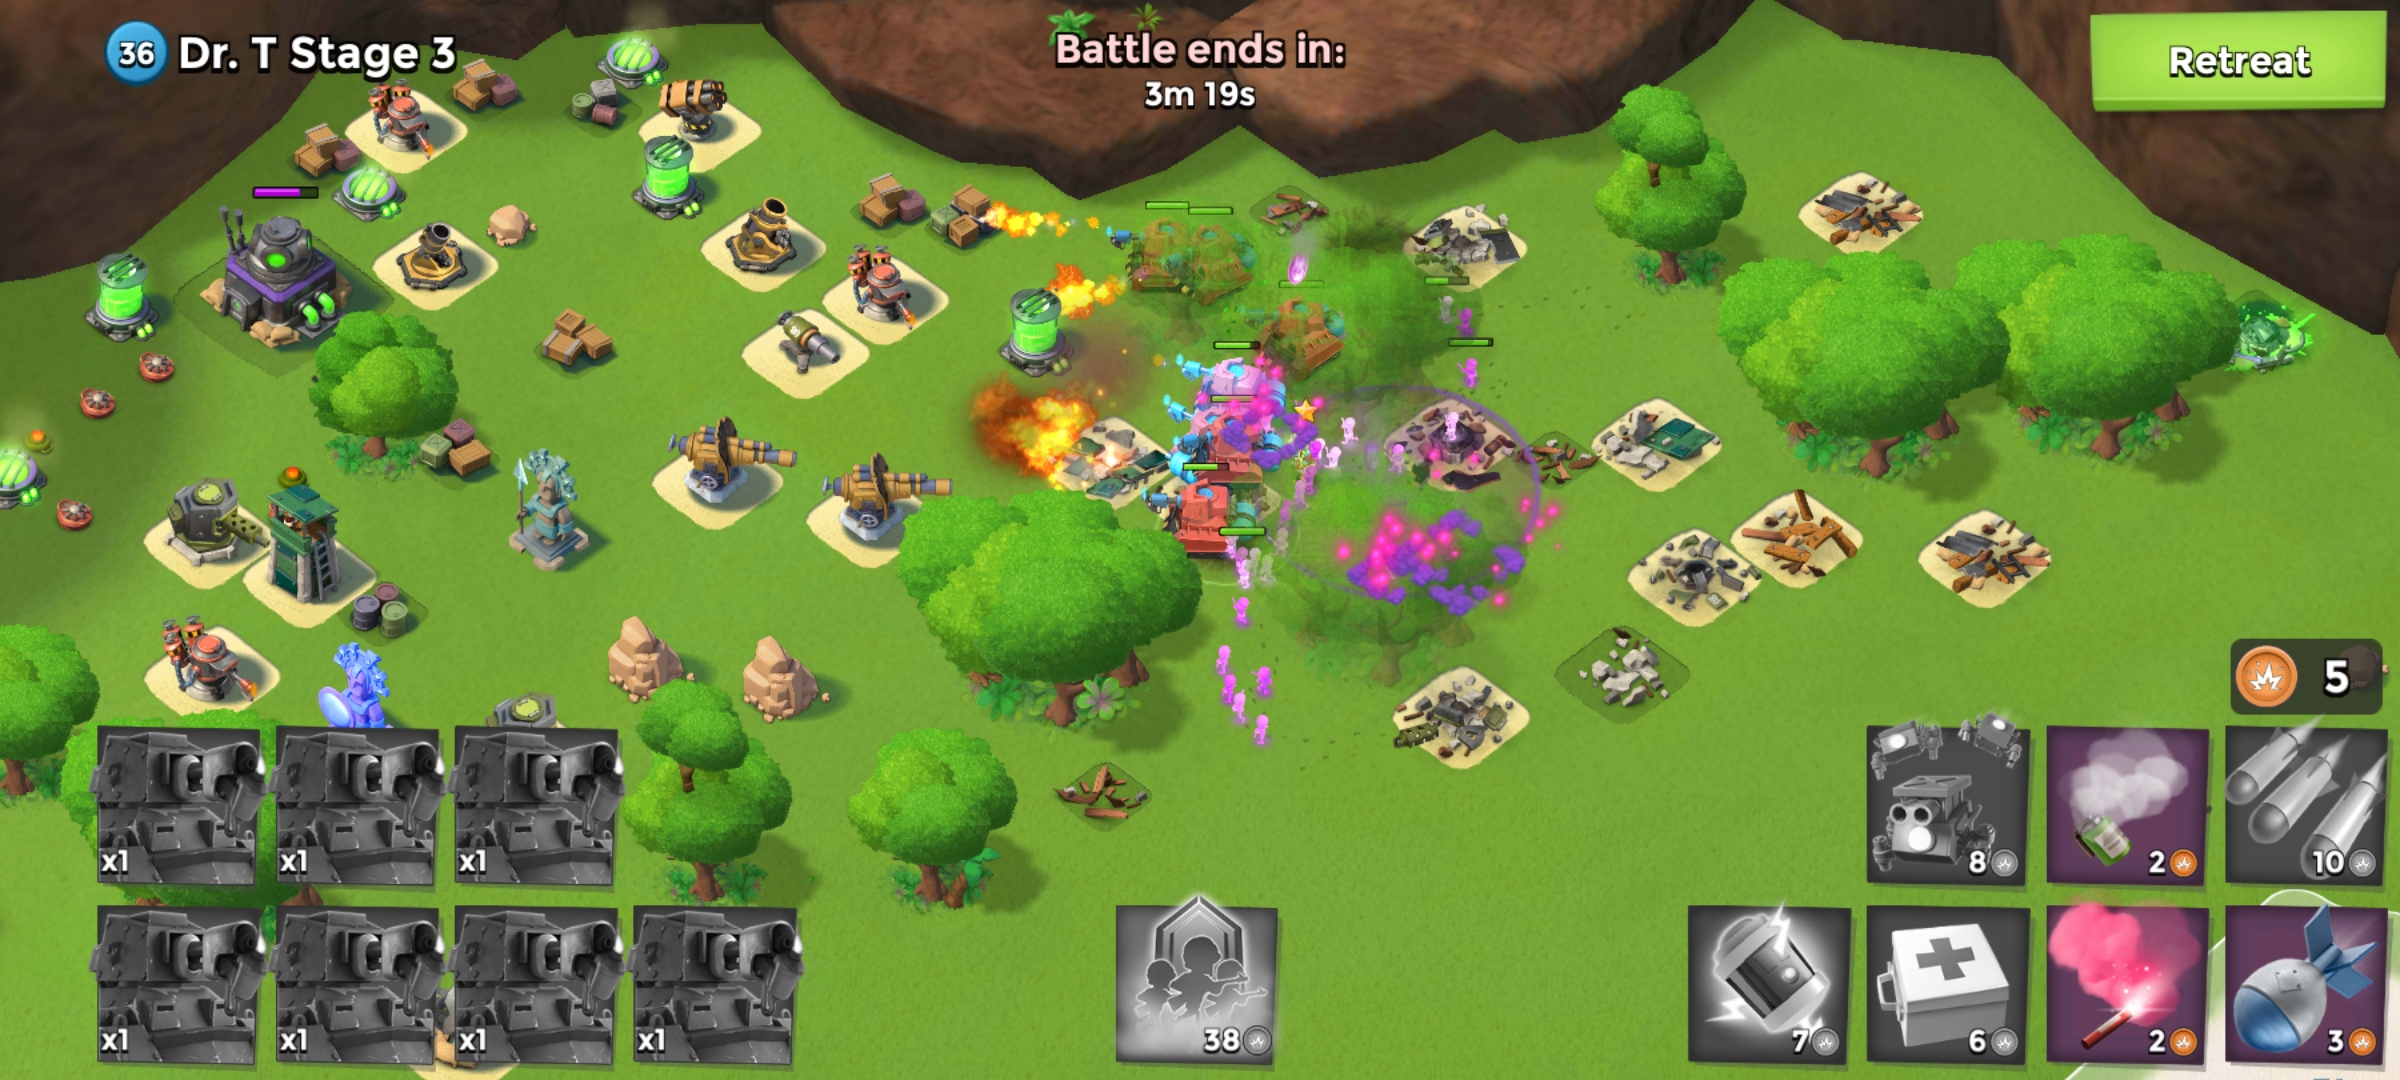 36 Dr. T Stage 3
Battle ends in:
3m 19s
Retreat
5
x1 x1 x1
8 2 10
x1 x1 x1 x1
38
7 6 2 3